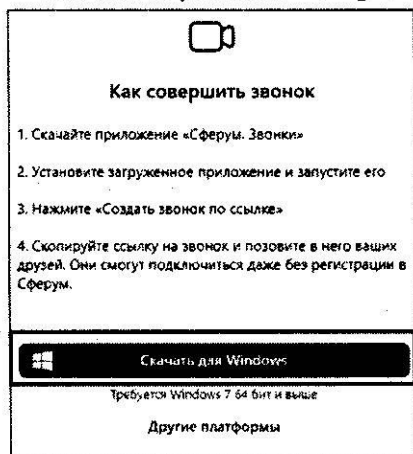 Как совершить звонок
1. Скачайте приложение «Сферум. Звонки»
2. Установите загруженное приложение и запустите его
3. Нажмите «Создать звонок по ссылке»
4. Скопируйте ссылку на звонок и позовите в него ваших
друзей. Они смогут подключиться даже без регистрации в
Сферум.
Скачать для Windows
Требуется Windows 7 64 бит и выше
Другие платформы